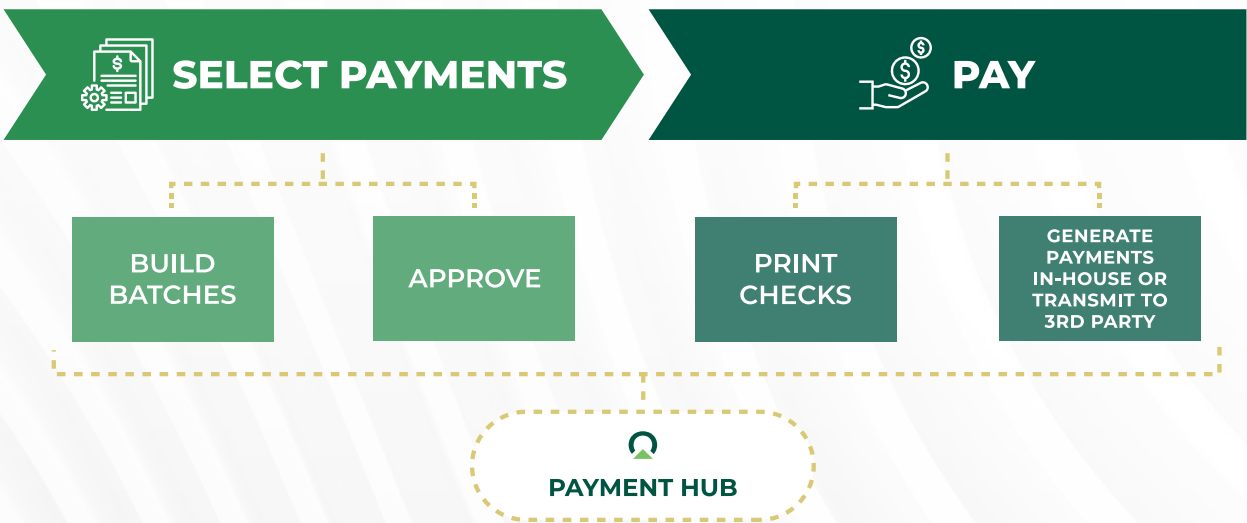 SELECT PAYMENTS
PAY
BUILD
BATCHES
APPROVE
PRINT
CHECKS
GENERATE
PAYMENTS
IN-HOUSE OR
TRANSMIT TO
3RD PARTY
PAYMENT HUB